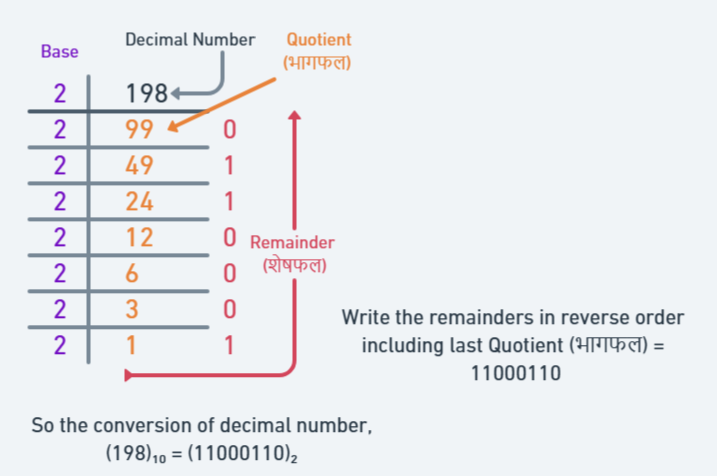 Base
Decimal Number
Quotient
(भागफल)
2 198
2 99 0
2 49 1
2 24 1
2 12 0
2 6 0
2 3 0
2 1 1
Remainder
(शेषफल)
Write the remainders in reverse order
including last Quotient (भागफल) =
11000110
So the conversion of decimal number,
(198)₁₀ = (11000110)₂